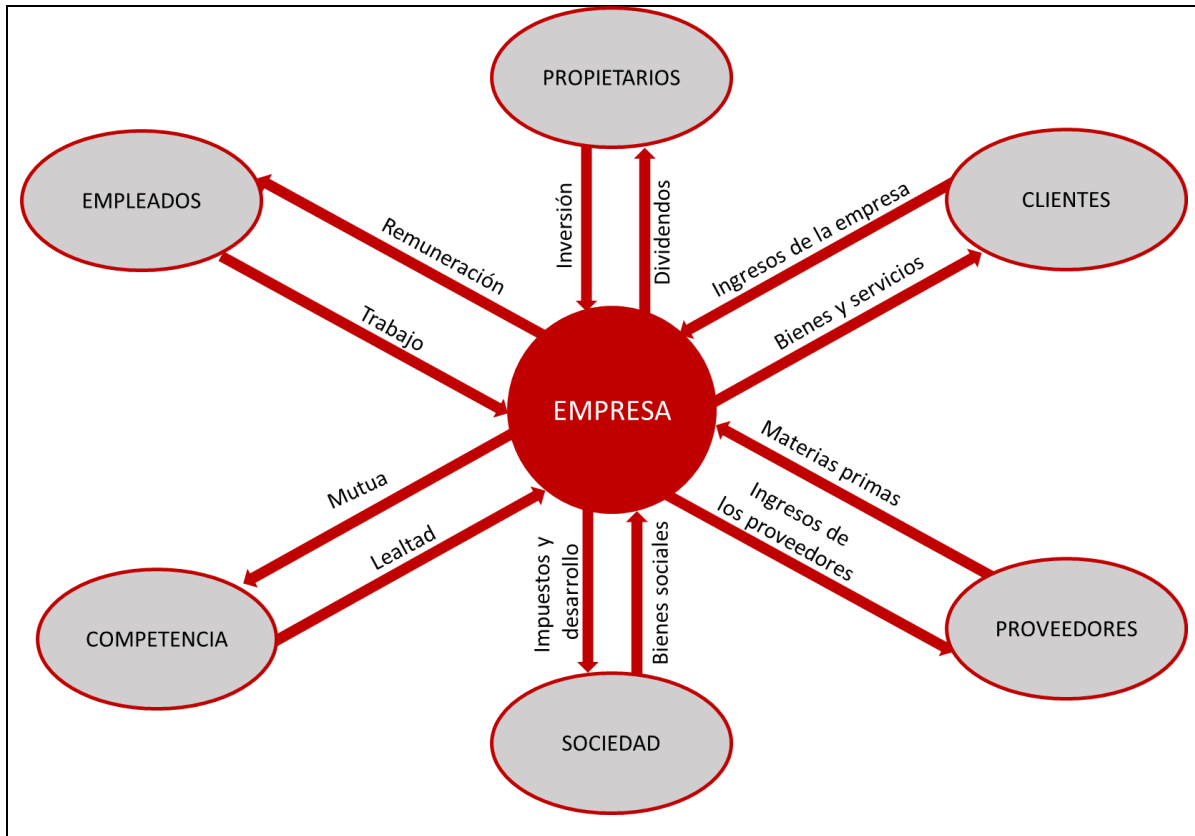 PROPIETARIOS
EMPLEADOS
CLIENTES
Remuneración
Trabajo
Inversión
Dividendos
Ingresos de la empresa
Bienes y servicios
EMPRESA
Mutua
Lealtad
Impuestos y
desarrollo
Bienes sociales
Materias primas
Ingresos de
los proveedores
COMPETENCIA
PROVEEDORES
SOCIEDAD